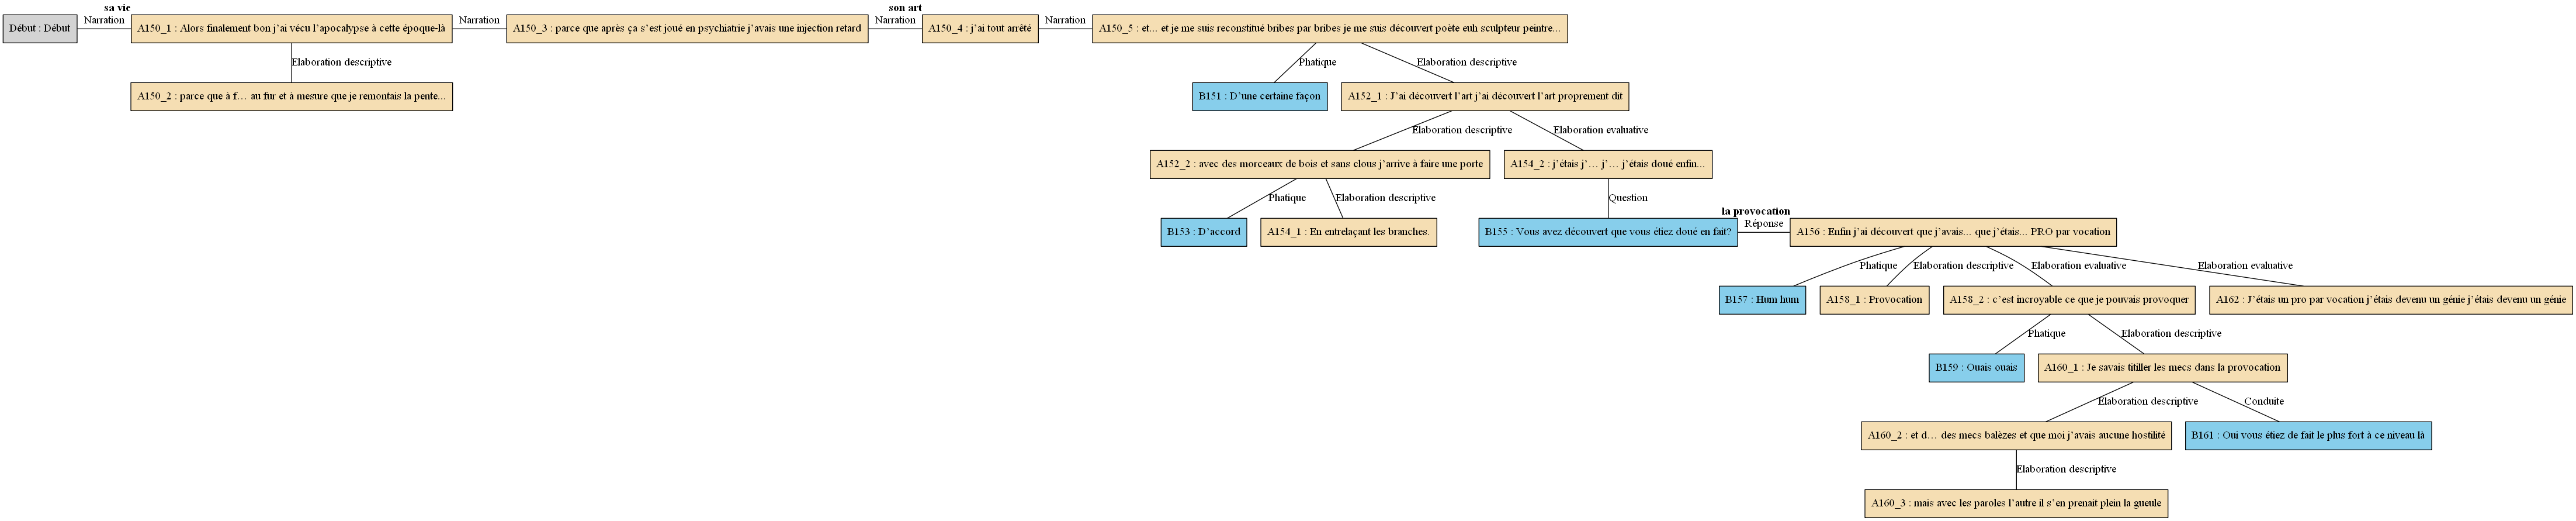 sa vie
son art
Narration
Narration
Narration
Narration
Début : Début
A150_1 : Alors finalement bon j'ai vécu l'apocalypse à cette époque-là
A150_3 : parce que après ça s'est joué en psychiatrie j'avais une injection retard
A150_4 : j'ai tout arrêté
A150_5 : et... et je me suis reconstitué bribes par bribes je me suis découvert poète euh sculpteur peintre...
Elaboration descriptive
Phatique
Elaboration descriptive
A150_2 : parce que à f… au fur et à mesure que je remontais la pente...
B151 : D'une certaine façon
A152_1 : J'ai découvert l'art j'ai découvert l'art proprement dit
Elaboration descriptive
Elaboration evaluative
A152_2 : avec des morceaux de bois et sans clous j'arrive à faire une porte
A154_2 : j'étais j'… j'… j'étais doué enfin...
Phatique
Elaboration descriptive
Question
la provocation
Réponse
B153 : D'accord
A154_1 : En entrelaçant les branches.
B155 : Vous avez découvert que vous étiez doué en fait?
A156 : Enfin j'ai découvert que j'avais... que j'étais... PRO par vocation
Phatique
Elaboration descriptive
Elaboration evaluative
Elaboration evaluative
B157 : Hum hum
A158_1 : Provocation
A158_2 : c'est incroyable ce que je pouvais provoquer
A162 : J'étais un pro par vocation j'étais devenu un génie j'étais devenu un génie
Phatique
Elaboration descriptive
B159 : Ouais ouais
A160_1 : Je savais titiller les mecs dans la provocation
Elaboration descriptive
Conduite
A160_2 : et d… des mecs balèzes et que moi j'avais aucune hostilité
B161 : Oui vous étiez de fait le plus fort à ce niveau là
Elaboration descriptive
A160_3 : mais avec les paroles l'autre il s'en prenait plein la gueule